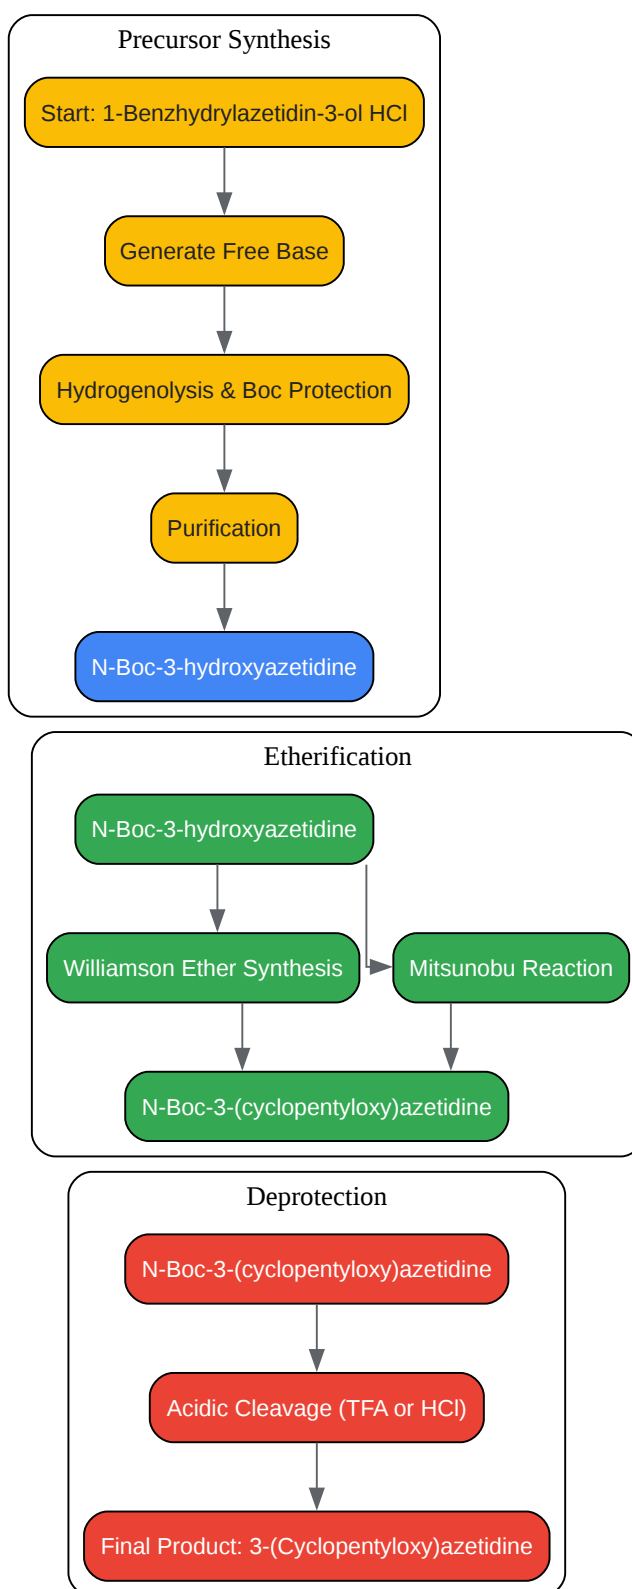 Precursor Synthesis
Start: 1-Benzhydrylazetidin-3-ol HCl
Generate Free Base
Hydrogenolysis & Boc Protection
Purification
N-Boc-3-hydroxyazetidine
Etherification
N-Boc-3-hydroxyazetidine
Williamson Ether Synthesis
Mitsunobu Reaction
N-Boc-3-(cyclopentyloxy)azetidine
Deprotection
N-Boc-3-(cyclopentyloxy)azetidine
Acidic Cleavage (TFA or HCl)
Final Product: 3-(Cyclopentyloxy)azetidine